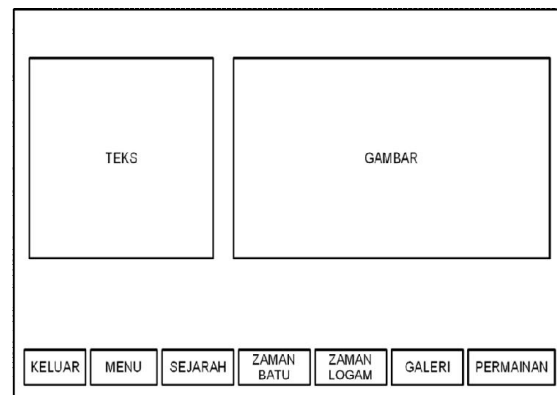 TEKS
GAMBAR
KELUAR
MENU
SEJARAH
ZAMAN
BATU
ZAMAN
LOGAM
GALERI
PERMAINAN